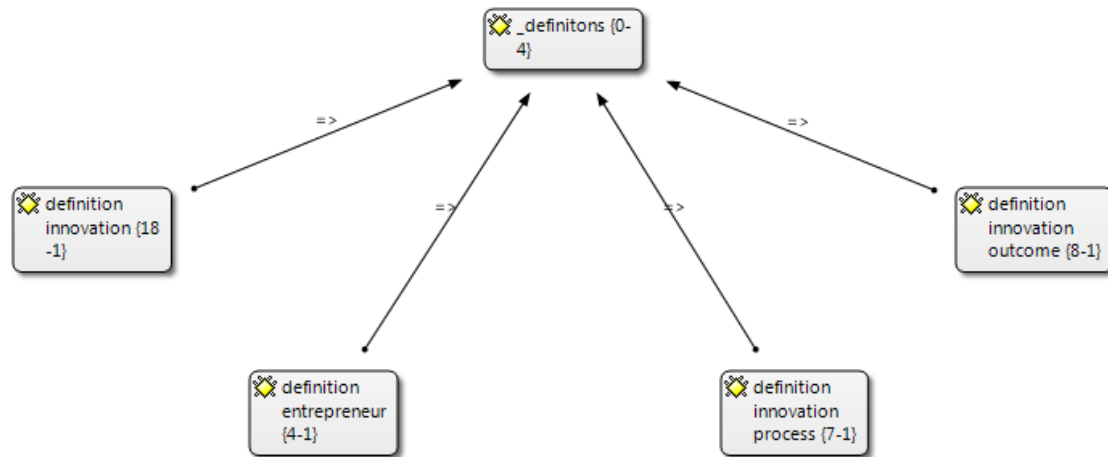 _definitons {0-
4}
=>
=>
definition
innovation {18
-1}
=>
=>
definition
innovation
outcome {8-1}
definition
entrepreneur
{4-1}
definition
innovation
process {7-1}